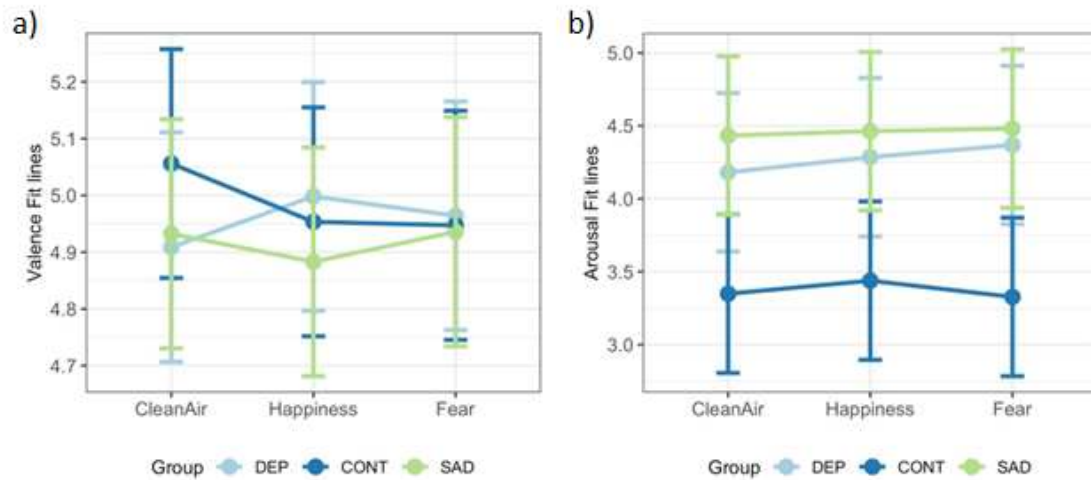 a)
Valence Fit lines
5.2
5.1
5.0
4.9
4.8
4.7
CleanAir Happiness Fear
Group DEP CONT SAD
b)
Arousal Fit lines
5.0
4.5
4.0
3.5
3.0
CleanAir Happiness Fear
Group DEP CONT SAD